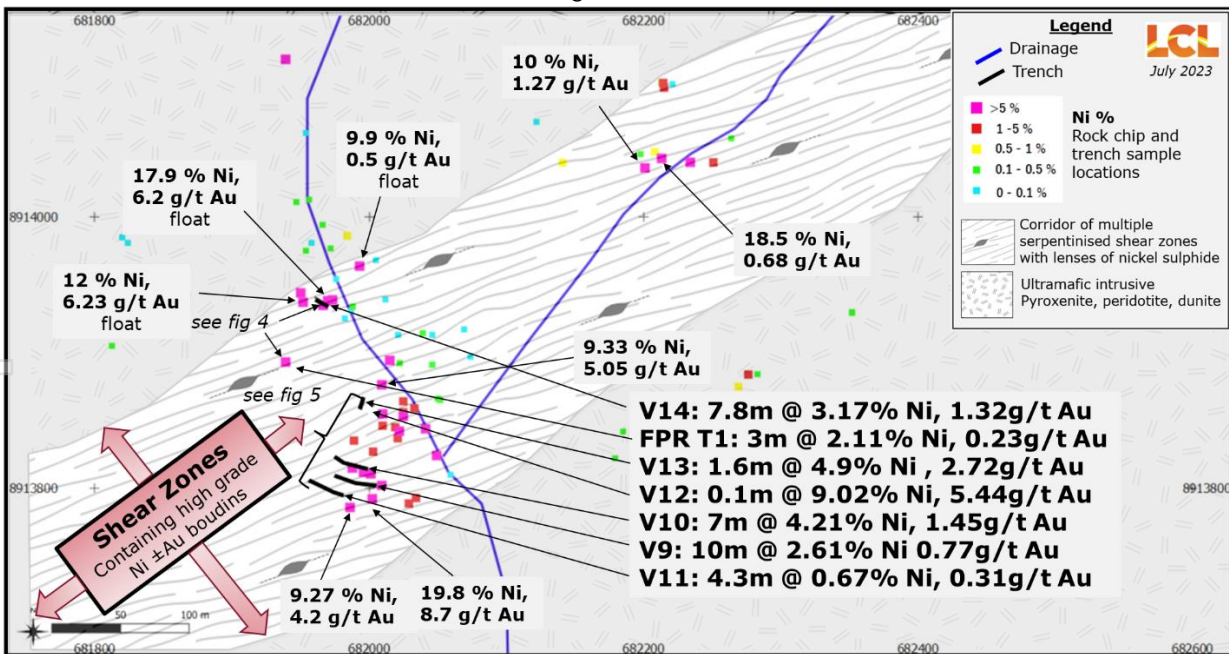 681800
682000
682200
682400
Legend
Drainage
Trench
LCL
July 2023
Ni %
Rock chip and
trench sample
locations
>5 %
1 -5 %
0.5 - 1 %
0.1 - 0.5 %
0 - 0.1 %
Corridor of multiple
serpentinised shear zones
with lenses of nickel sulphide
Ultramafic intrusive
Pyroxenite, peridotite, dunite
10 % Ni,
1.27 g/t Au
9.9 % Ni,
0.5 g/t Au
float
17.9 % Ni,
6.2 g/t Au
float
8914000
8914000
18.5 % Ni,
0.68 g/t Au
12 % Ni,
6.23 g/t Au
float
see fig 4
9.33 % Ni,
5.05 g/t Au
see fig 5
V14: 7.8m @ 3.17% Ni, 1.32g/t Au
FPR T1: 3m @ 2.11% Ni, 0.23g/t Au
V13: 1.6m @ 4.9% Ni , 2.72g/t Au
V12: 0.1m @ 9.02% Ni, 5.44g/t Au
V10: 7m @ 4.21% Ni, 1.45g/t Au
V9: 10m @ 2.61% Ni 0.77g/t Au
V11: 4.3m @ 0.67% Ni, 0.31g/t Au
8913800
8913800
Shear Zones
Containing high grade
Ni ±Au boudins
9.27 % Ni,
4.2 g/t Au
19.8 % Ni,
8.7 g/t Au
50
100 m
681800
682000
682200
682400
682600